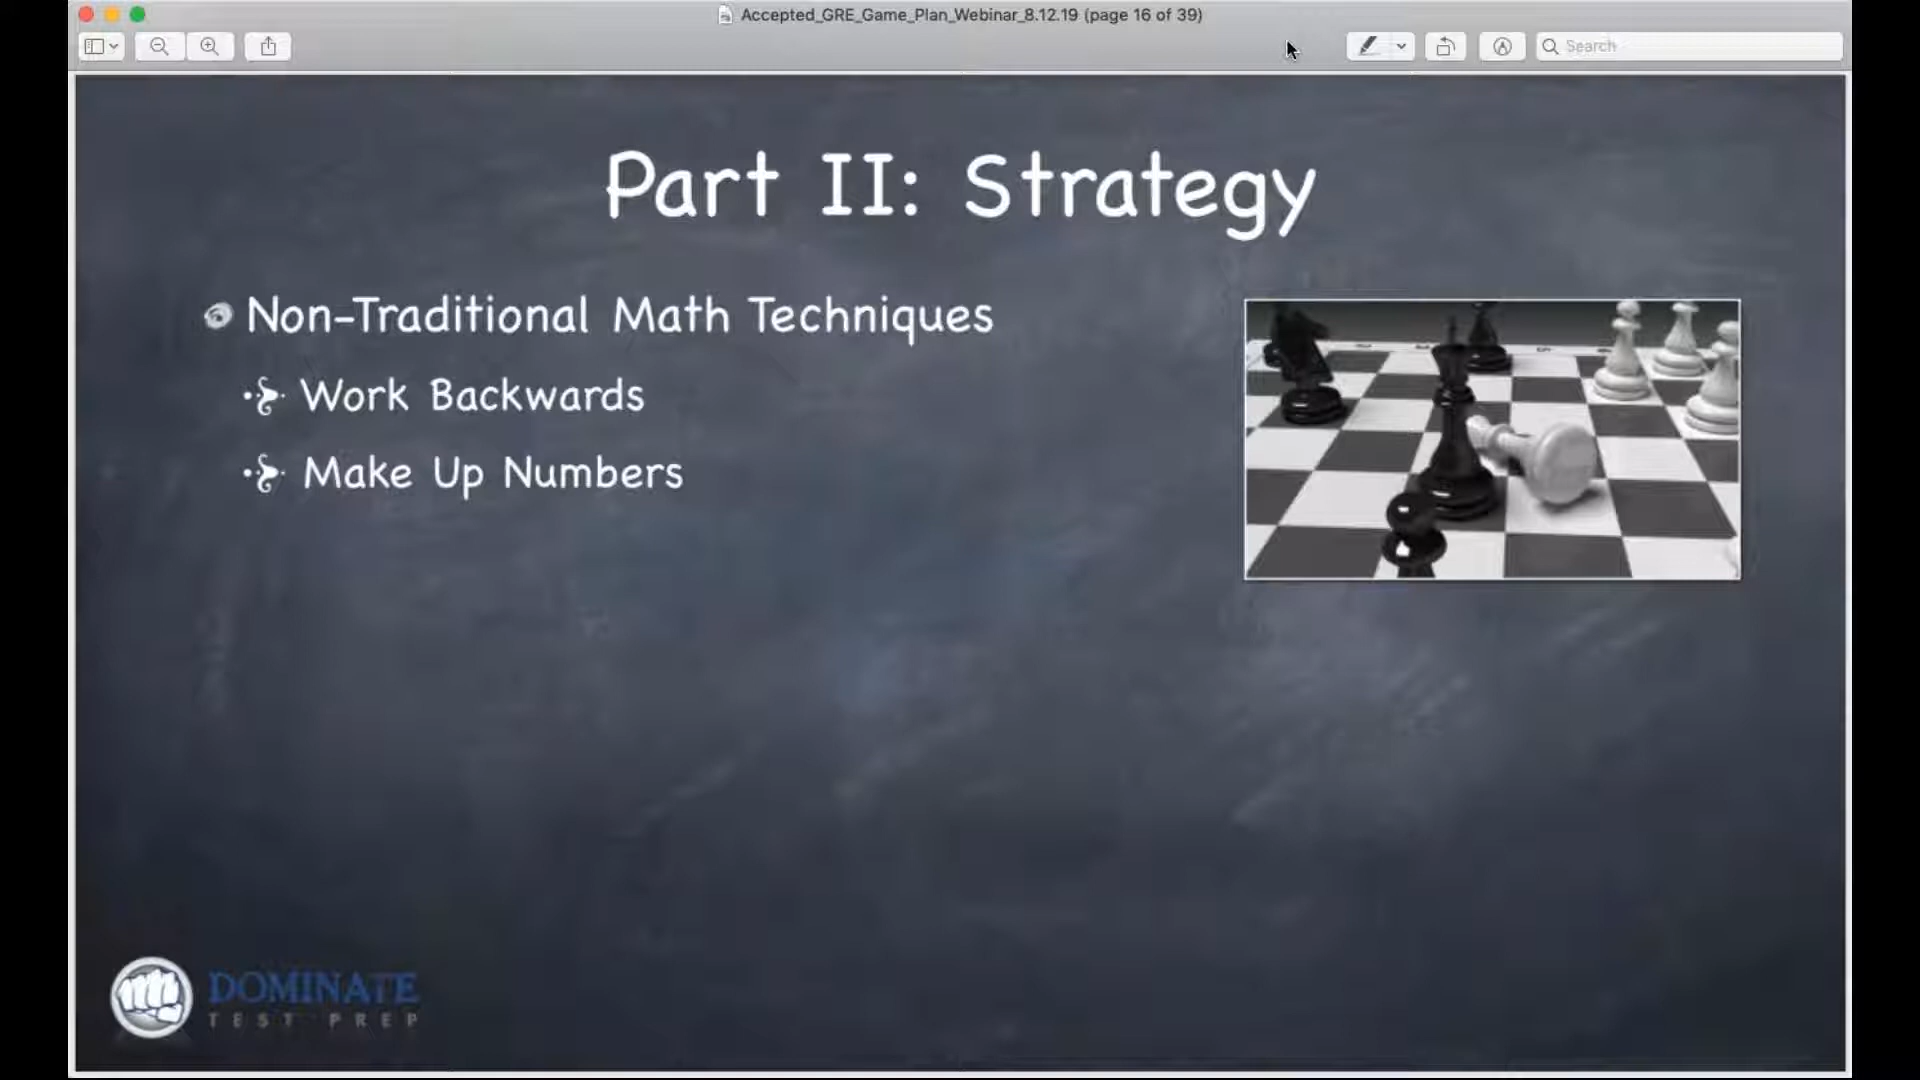 Accepted_GRE_Game_Plan_Webinar_8.12.19 (page 16 of 39)
Search
Part II: Strategy
Non-Traditional Math Techniques
Work Backwards
Make Up Numbers
DOMINATE
TEST PREP